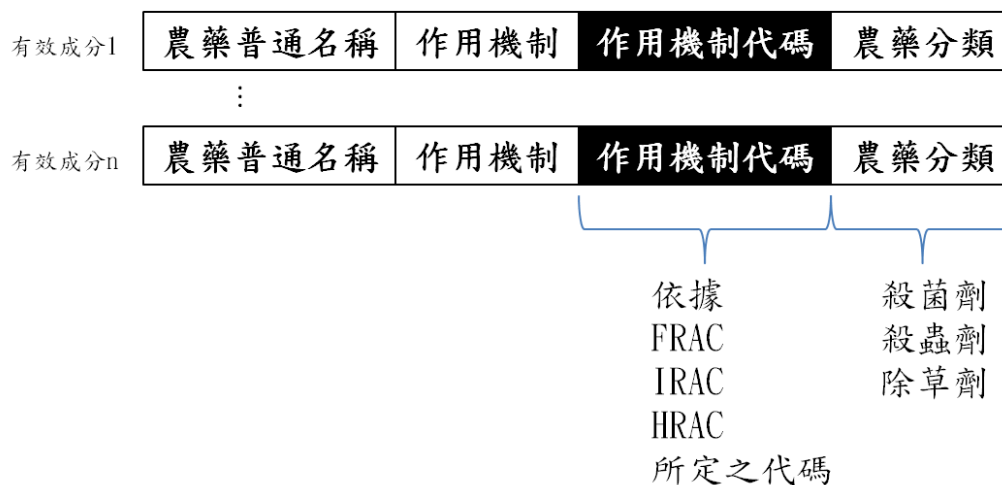 有效成分1 農藥普通名稱 作用機制 作用機制代碼 農藥分類
⋮
有效成分n 農藥普通名稱 作用機制 作用機制代碼 農藥分類
依據 殺菌劑
FRAC 殺蟲劑
IRAC 除草劑
HRAC
所定之代碼